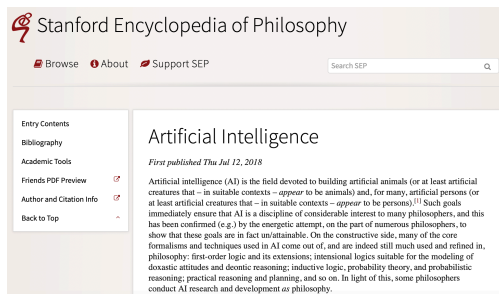 Stanford Encyclopedia of Philosophy
Browse About Support SEP
Search SEP
Entry Contents
Bibliography
Academic Tools
Friends PDF Preview
Author and Citation Info
Back to Top
Artificial Intelligence
First published Thu Jul 12, 2018
Artificial intelligence (AI) is the field devoted to building artificial animals (or at least artificial
creatures that – in suitable contexts – appear to be animals) and, for many, artificial persons (or
at least artificial creatures that – in suitable contexts – appear to be persons).[1] Such goals
immediately ensure that AI is a discipline of considerable interest to many philosophers, and this
has been confirmed (e.g.) by the energetic attempt, on the part of numerous philosophers, to
show that these goals are in fact un/attainable. On the constructive side, many of the core
formalisms and techniques used in AI come out of, and are indeed still much used and refined in,
philosophy: first-order logic and its extensions; intensional logics suitable for the modeling of
doxastic attitudes and deontic reasoning; inductive logic, probability theory, and probabilistic
reasoning; practical reasoning and planning, and so on. In light of this, some philosophers
conduct AI research and development as philosophy.